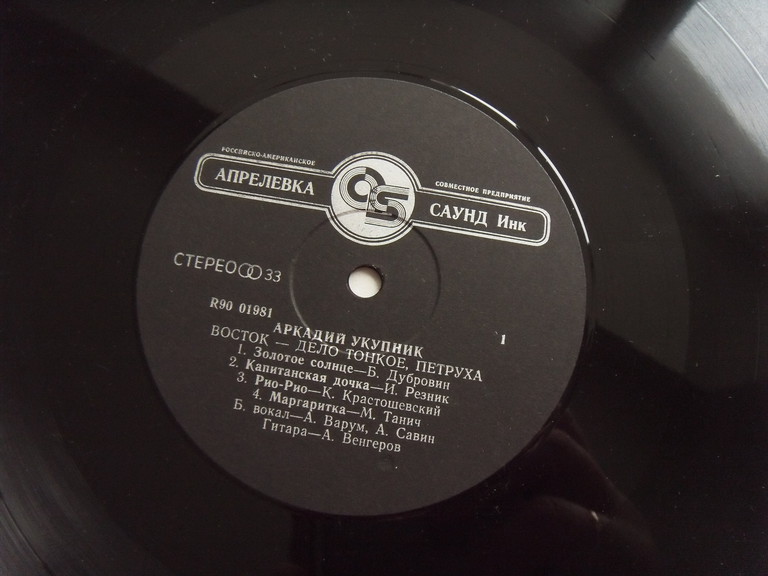 РОССИЙСКО-АМЕРИКАНСКОЕ
СОВМЕСТНОЕ ПРЕДПРИЯТИЕ
АПРЕЛЕВКА
САУНД Инк
СТЕРЕО 33
R90 01981
1
АРКАДИЙ УКУПНИК
ВОСТОК — ДЕЛО ТОНКОЕ, ПЕТРУХА
1. Золотое солнце—Б. Дубровин
2. Капитанская дочка—И. Резник
3. Рио-Рио—К. Крастошевский
4. Маргаритка—М. Танич
Б. вокал—А. Варум, А. Савин
Гитара—А. Венгеров